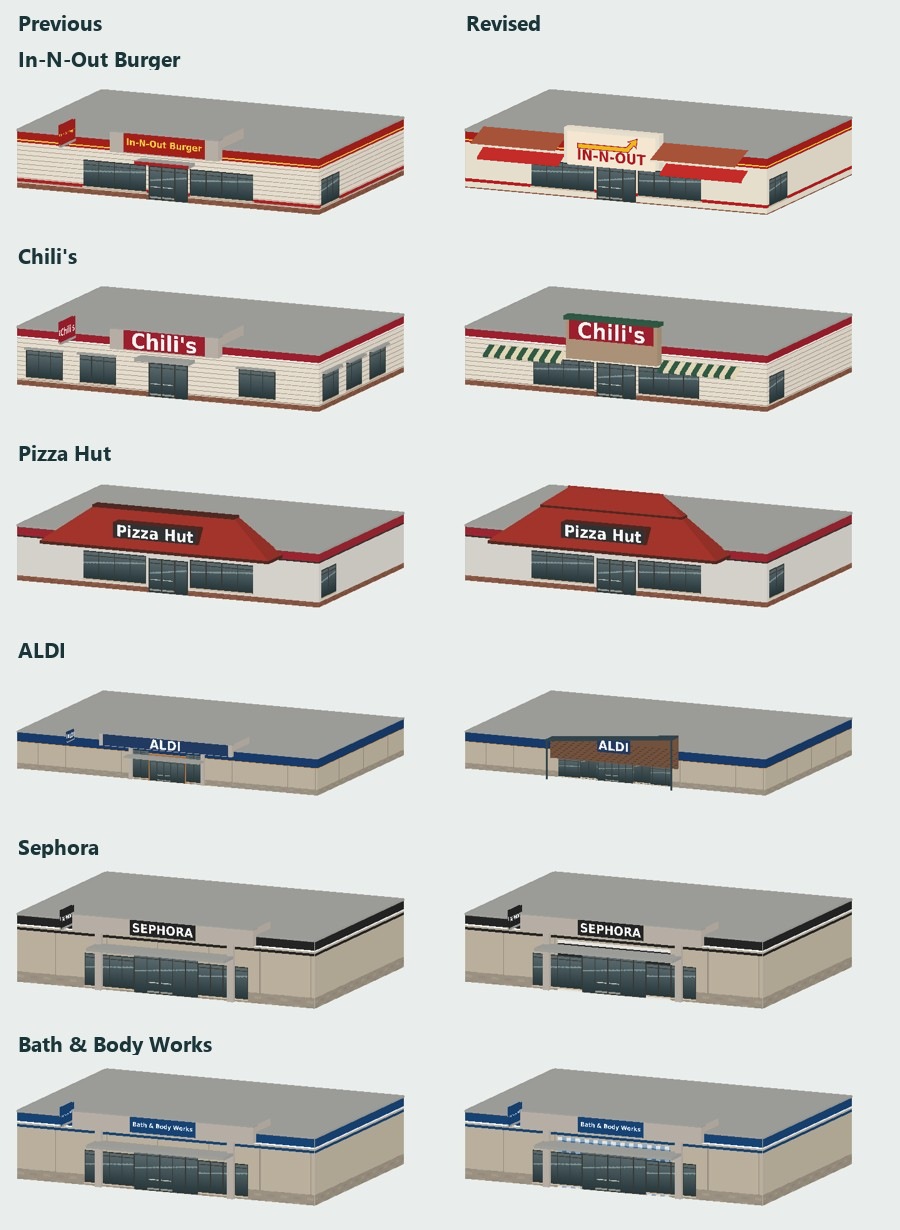 Previous
Revised
In-N-Out Burger
In-N-Out Burger
IN-N-OUT
Chili's
Chili's
Chili's
Chili's
Pizza Hut
Pizza Hut
Pizza Hut
ALDI
ALDI
ALDI
Sephora
SEPHORA
SEPHORA
Bath & Body Works
Bath & Body Works
Bath & Body Works